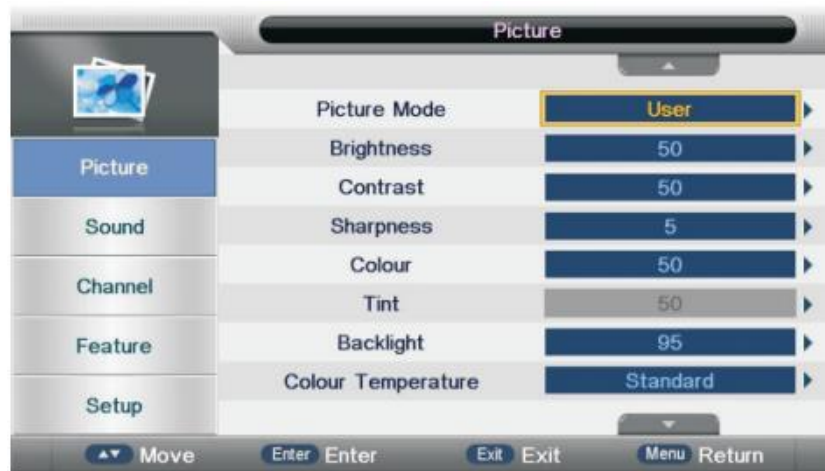 Picture
Picture
Sound
Channel
Feature
Setup
Picture Mode User
Brightness 50
Contrast 50
Sharpness 5
Colour 50
Tint 50
Backlight 95
Colour Temperature Standard
Move Enter Enter Exit Exit Menu Return